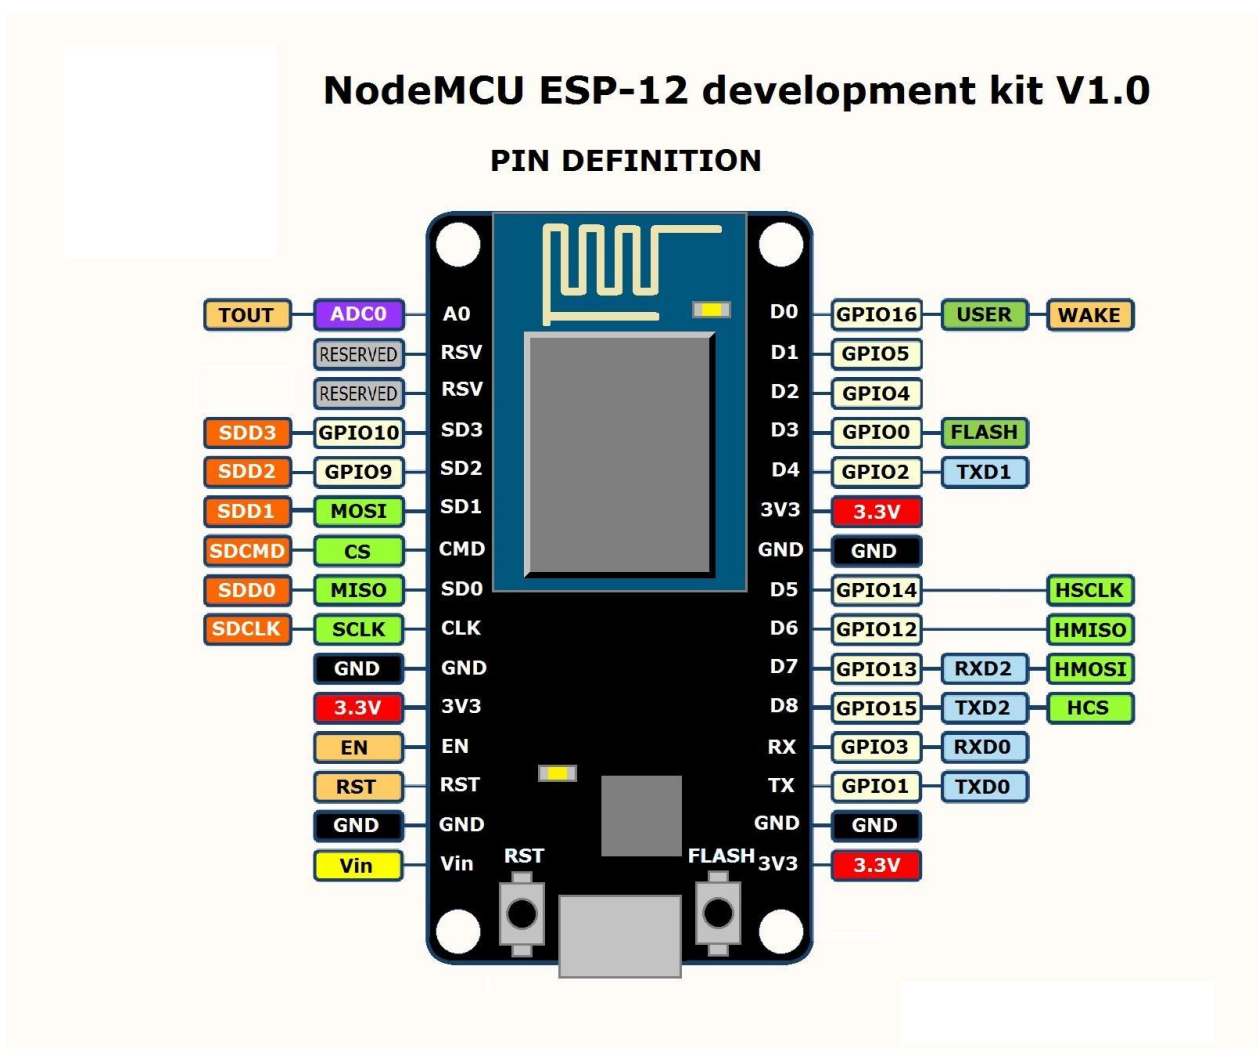 NodeMCU ESP-12 development kit V1.0
PIN DEFINITION
TOUT ADC0 A0 D0 GPIO16 USER WAKE
RESERVED RSV D1 GPIO5
RESERVED RSV D2 GPIO4
SDD3 GPIO10 SD3 D3 GPIO0 FLASH
SDD2 GPIO9 SD2 D4 GPIO2 TXD1
SDD1 MOSI SD1 3V3 3.3V
SDCMD CS CMD GND GND
SDD0 MISO SD0 D5 GPIO14 HSCLK
SDCLK SCLK CLK D6 GPIO12 HMISO
GND GND D7 GPIO13 RXD2 HMOSI
3.3V 3V3 D8 GPIO15 TXD2 HCS
EN EN RX GPIO3 RXD0
RST RST TX GPIO1 TXD0
GND GND GND GND
Vin Vin RST FLASH 3V3 3.3V